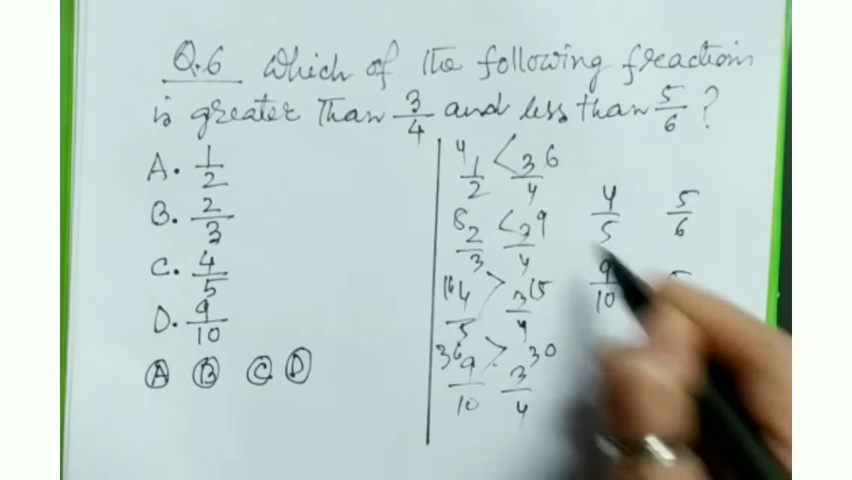 Q.6 Which of the following fractions
is greater than 3/4 and less than 5/6 ?
A. 1/2
B. 2/3
C. 4/5
D. 9/10
A B C D
4 1/2 < 3/4 6
8 2/3 < 3/4 9
16 4/5 > 3/4 15
36 9/10 > 3/4 30
4/5 5/6
9/10 5